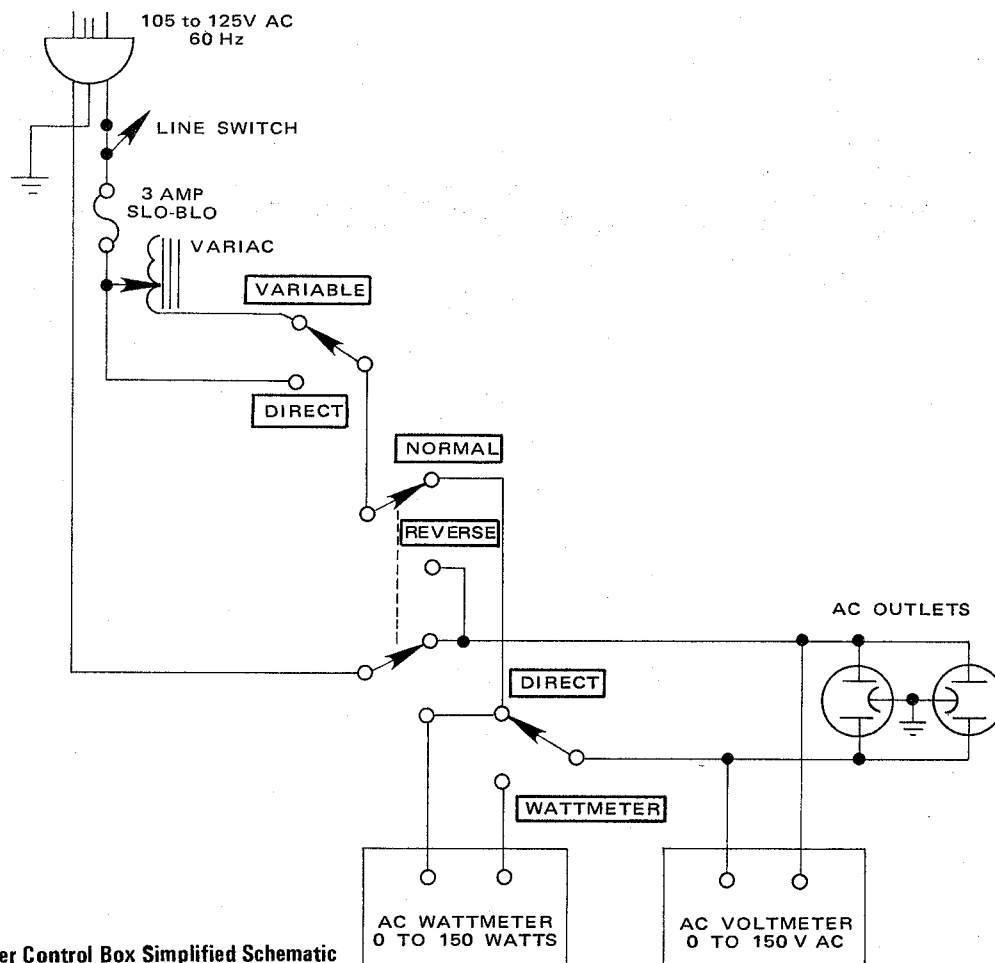 105 to 125V AC
60 Hz
LINE SWITCH
3 AMP
SLO-BLO
VARIAC
VARIABLE
DIRECT
NORMAL
REVERSE
AC OUTLETS
DIRECT
WATTMETER
AC WATTMETER
0 TO 150 WATTS
AC VOLTMETER
0 TO 150 V AC
Control Box Simplified Schematic